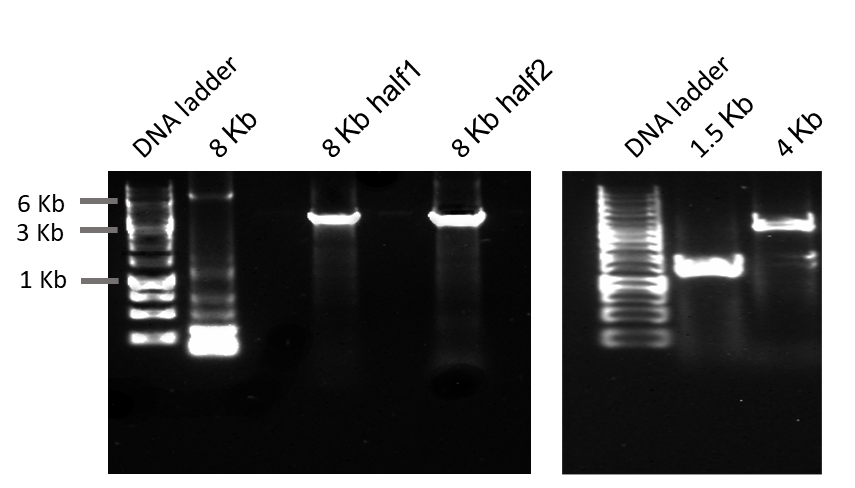 DNA ladder
8 Kb
8 Kb half1
8 Kb half2
DNA ladder
1.5 Kb
4 Kb
6 Kb
3 Kb
1 Kb